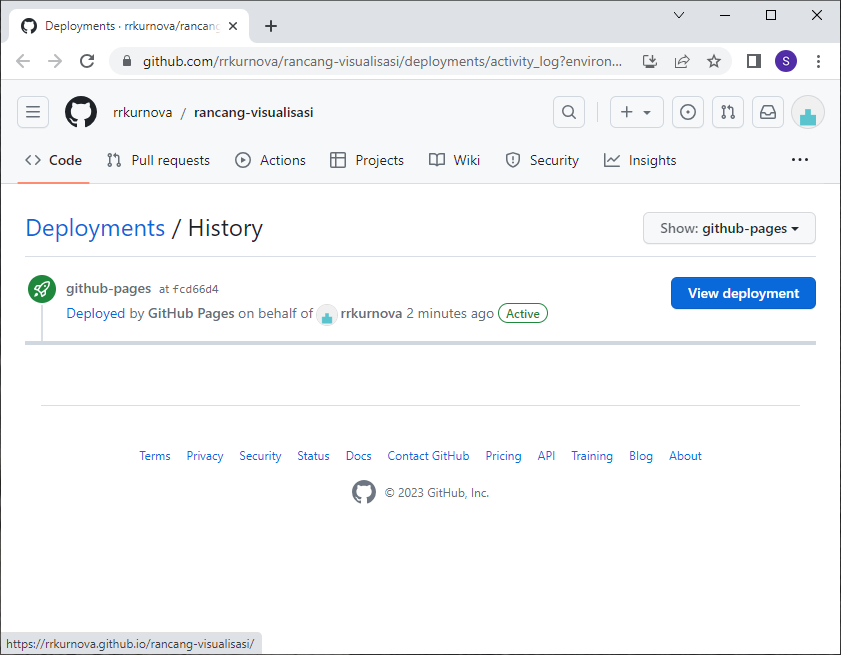 Deployments · rrkurnova/rancang
github.com/rrkurnova/rancang-visualisasi/deployments/activity_log?environ...
S
rrkurnova / rancang-visualisasi
Code Pull requests Actions Projects Wiki Security Insights
Deployments / History
Show: github-pages
github-pages at fcd66d4
View deployment
Deployed by GitHub Pages on behalf of rrkurnova 2 minutes ago Active
Terms Privacy Security Status Docs Contact GitHub Pricing API Training Blog About
© 2023 GitHub, Inc.
https://rrkurnova.github.io/rancang-visualisasi/